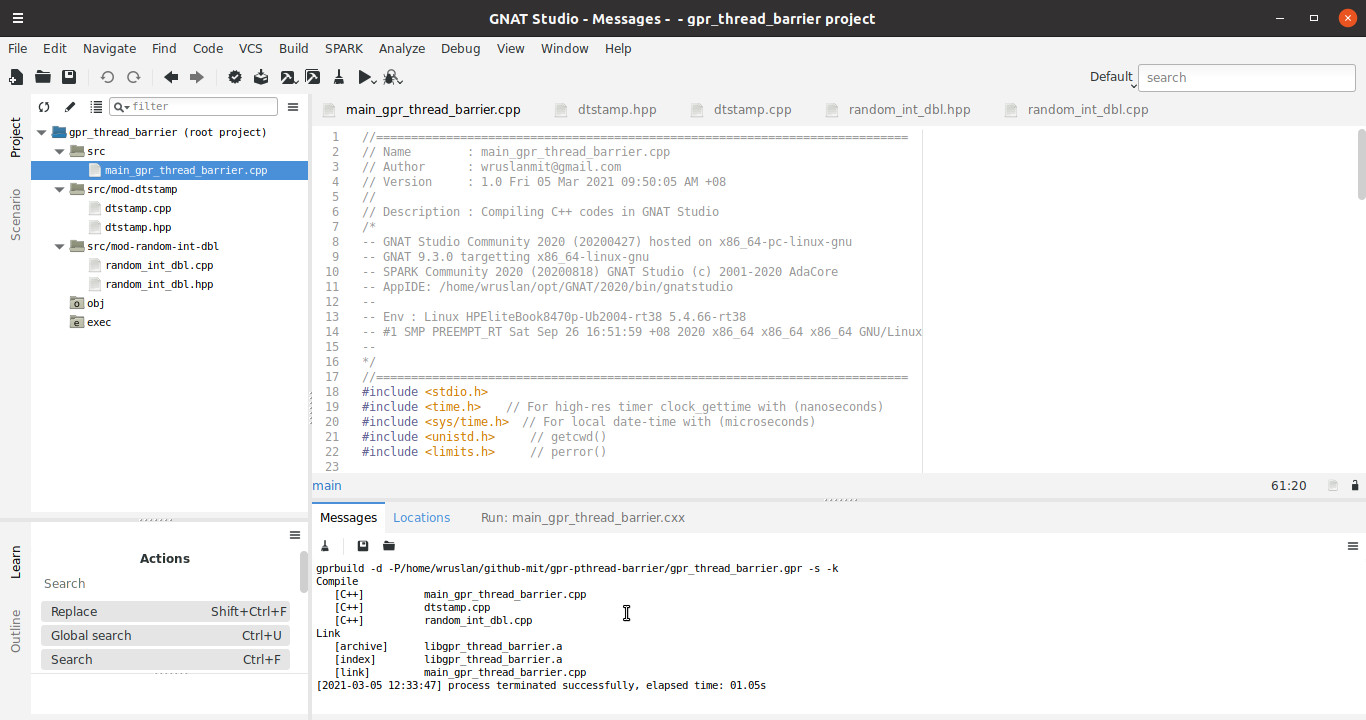 GNAT Studio - Messages -  - gpr_thread_barrier project
File Edit Navigate Find Code VCS Build SPARK Analyze Debug View Window Help
Default search
Project
Scenario
filter
gpr_thread_barrier (root project)
src
main_gpr_thread_barrier.cpp
src/mod-dtstamp
dtstamp.cpp
dtstamp.hpp
src/mod-random-int-dbl
random_int_dbl.cpp
random_int_dbl.hpp
o obj
e exec
main_gpr_thread_barrier.cpp dtstamp.hpp dtstamp.cpp random_int_dbl.hpp random_int_dbl.cpp
1 //============================================================================
2 // Name        : main_gpr_thread_barrier.cpp
3 // Author      : wruslanmit@gmail.com
4 // Version     : 1.0 Fri 05 Mar 2021 09:50:05 AM +08
5 //
6 // Description : Compiling C++ codes in GNAT Studio
7 /*
8 -- GNAT Studio Community 2020 (20200427) hosted on x86_64-pc-linux-gnu
9 -- GNAT 9.3.0 targetting x86_64-linux-gnu
10 -- SPARK Community 2020 (20200818) GNAT Studio (c) 2001-2020 AdaCore
11 -- AppIDE: /home/wruslan/opt/GNAT/2020/bin/gnatstudio
12 --
13 -- Env : Linux HPEliteBook8470p-Ub2004-rt38 5.4.66-rt38
14 -- #1 SMP PREEMPT_RT Sat Sep 26 16:51:59 +08 2020 x86_64 x86_64 x86_64 GNU/Linux
15 --
16 */
17 //============================================================================
18 #include <stdio.h>
19 #include <time.h>    // For high-res timer clock_gettime with (nanoseconds)
20 #include <sys/time.h>  // For local date-time with (microseconds)
21 #include <unistd.h>     // getcwd()
22 #include <limits.h>     // perror()
23
main 61:20
Learn
Outline
Actions
Search
Replace Shift+Ctrl+F
Global search Ctrl+U
Search Ctrl+F
Messages Locations Run: main_gpr_thread_barrier.cxx
gprbuild -d -P/home/wruslan/github-mit/gpr-pthread-barrier/gpr_thread_barrier.gpr -s -k
Compile
[C++] main_gpr_thread_barrier.cpp
[C++] dtstamp.cpp
[C++] random_int_dbl.cpp
Link
[archive] libgpr_thread_barrier.a
[index] libgpr_thread_barrier.a
[link] main_gpr_thread_barrier.cpp
[2021-03-05 12:33:47] process terminated successfully, elapsed time: 01.05s